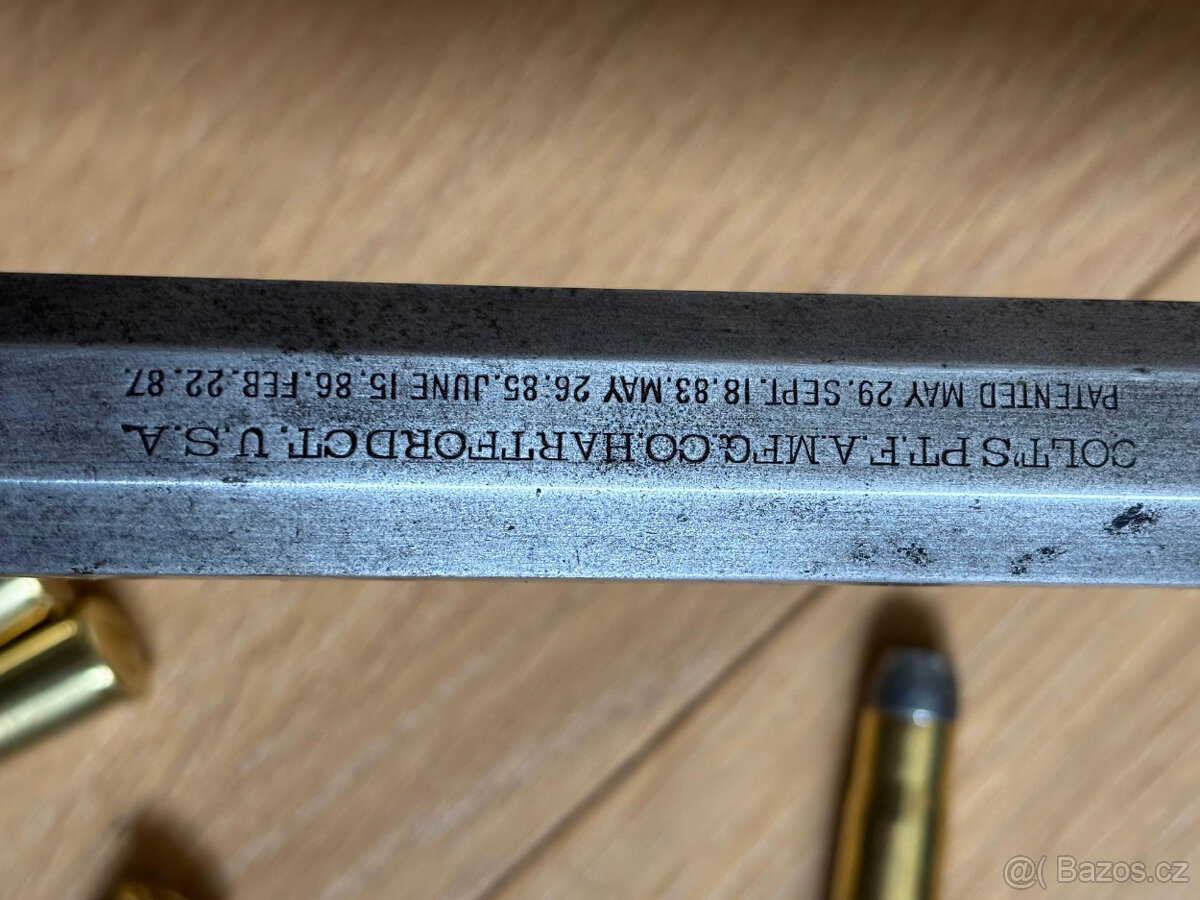 COLT'S PT.F.A.MFG.CO.HARTFORD CT. U.S.A.
PATENTED MAY 29. SEPT.18.83.MAY 26.85.JUNE 15.86.FEB.22.87.
@( Bazos.cz